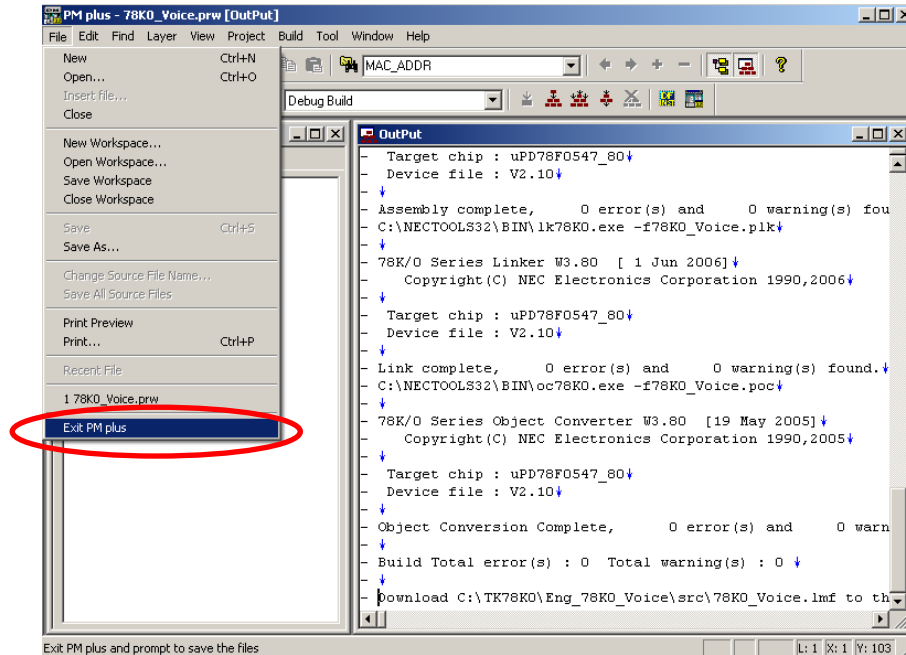 PM plus - 78K0_Voice.prw [OutPut]
File Edit Find Layer View Project Build Tool Window Help
MAC_ADDR
Debug Build
New Ctrl+N
Open... Ctrl+O
Insert file...
Close
New Workspace...
Open Workspace...
Save Workspace
Close Workspace
Save Ctrl+S
Save As...
Change Source File Name...
Save All Source Files
Print Preview
Print... Ctrl+P
Recent File
1 78K0_Voice.prw
Exit PM plus
OutPut
- Target chip : uPD78F0547_80↓
- Device file : V2.10↓
- ↓
- Assembly complete, 0 error(s) and 0 warning(s) fou
- C:\NECTOOLS32\BIN\lk78K0.exe -f78K0_Voice.plk↓
- ↓
- 78K/0 Series Linker W3.80 [ 1 Jun 2006]↓
- Copyright(C) NEC Electronics Corporation 1990,2006↓
- ↓
- Target chip : uPD78F0547_80↓
- Device file : V2.10↓
- ↓
- Link complete, 0 error(s) and 0 warning(s) found.↓
- C:\NECTOOLS32\BIN\oc78K0.exe -f78K0_Voice.poc↓
- ↓
- 78K/0 Series Object Converter W3.80 [19 May 2005]↓
- Copyright(C) NEC Electronics Corporation 1990,2005↓
- ↓
- Target chip : uPD78F0547_80↓
- Device file : V2.10↓
- ↓
- Object Conversion Complete, 0 error(s) and 0 warn
- ↓
- Build Total error(s) : 0 Total warning(s) : 0 ↓
- ↓
- Download C:\TK78K0\Eng_78K0_Voice\src\78K0_Voice.lmf to th
Exit PM plus and prompt to save the files
L: 1 X: 1 Y: 103